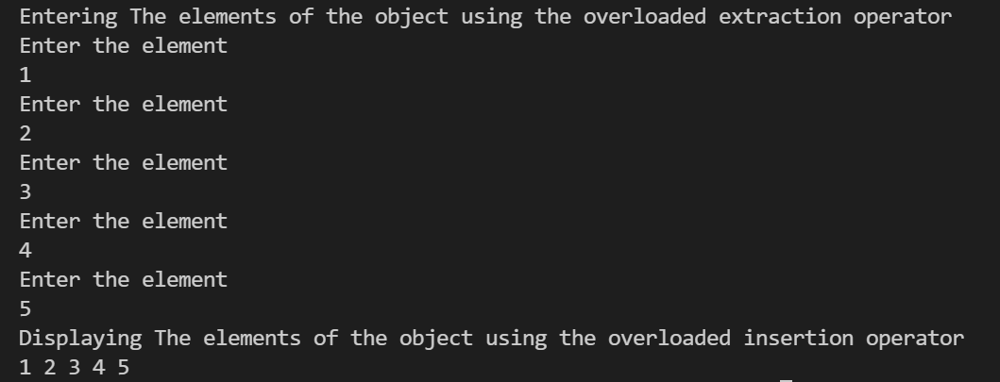 Entering The elements of the object using the overloaded extraction operator
Enter the element
1
Enter the element
2
Enter the element
3
Enter the element
4
Enter the element
5
Displaying The elements of the object using the overloaded insertion operator
1 2 3 4 5